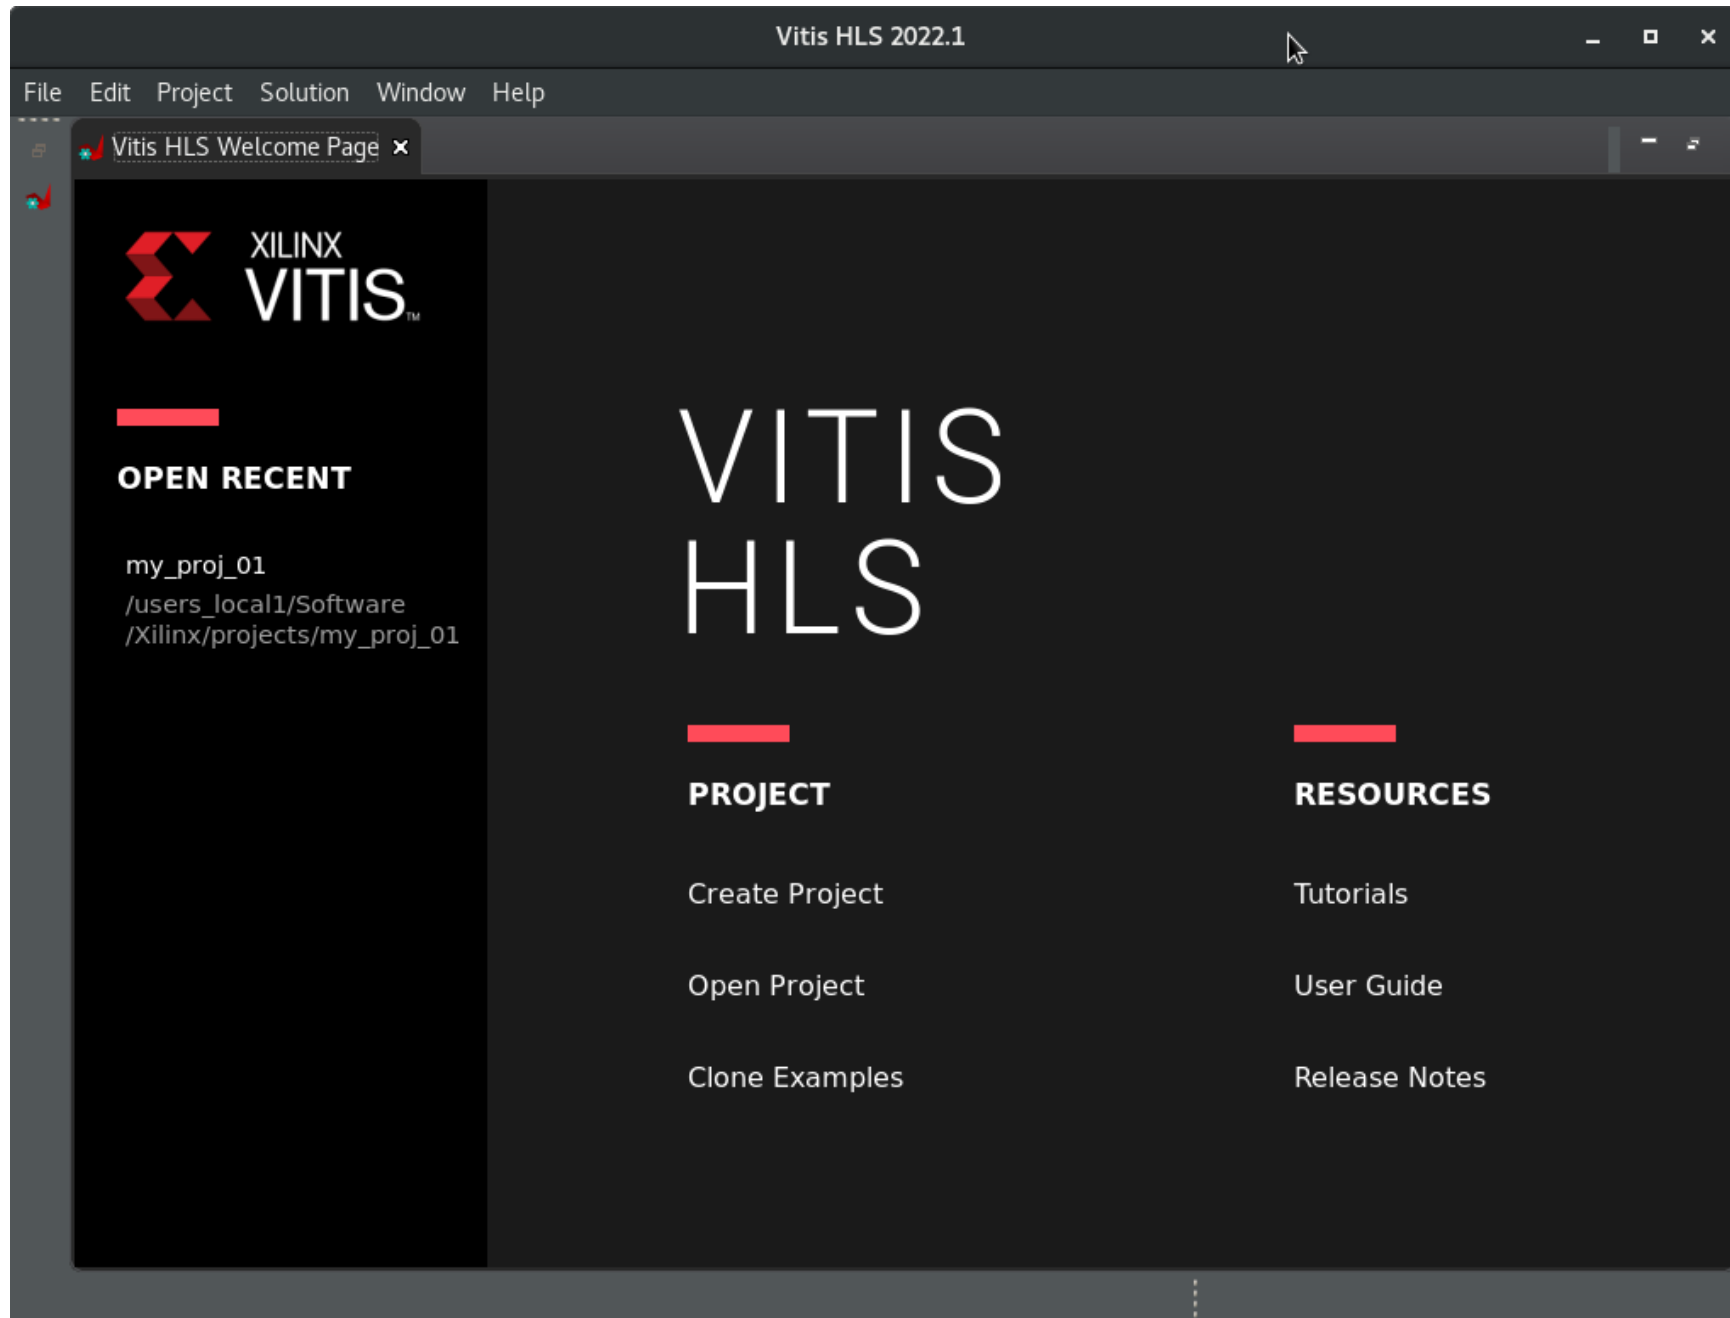 Vitis HLS 2022.1
File Edit Project Solution Window Help
Vitis HLS Welcome Page
XILINX
VITIS™
OPEN RECENT
my_proj_01
/users_local1/Software
/Xilinx/projects/my_proj_01
VITIS
HLS
PROJECT
Create Project
Open Project
Clone Examples
RESOURCES
Tutorials
User Guide
Release Notes